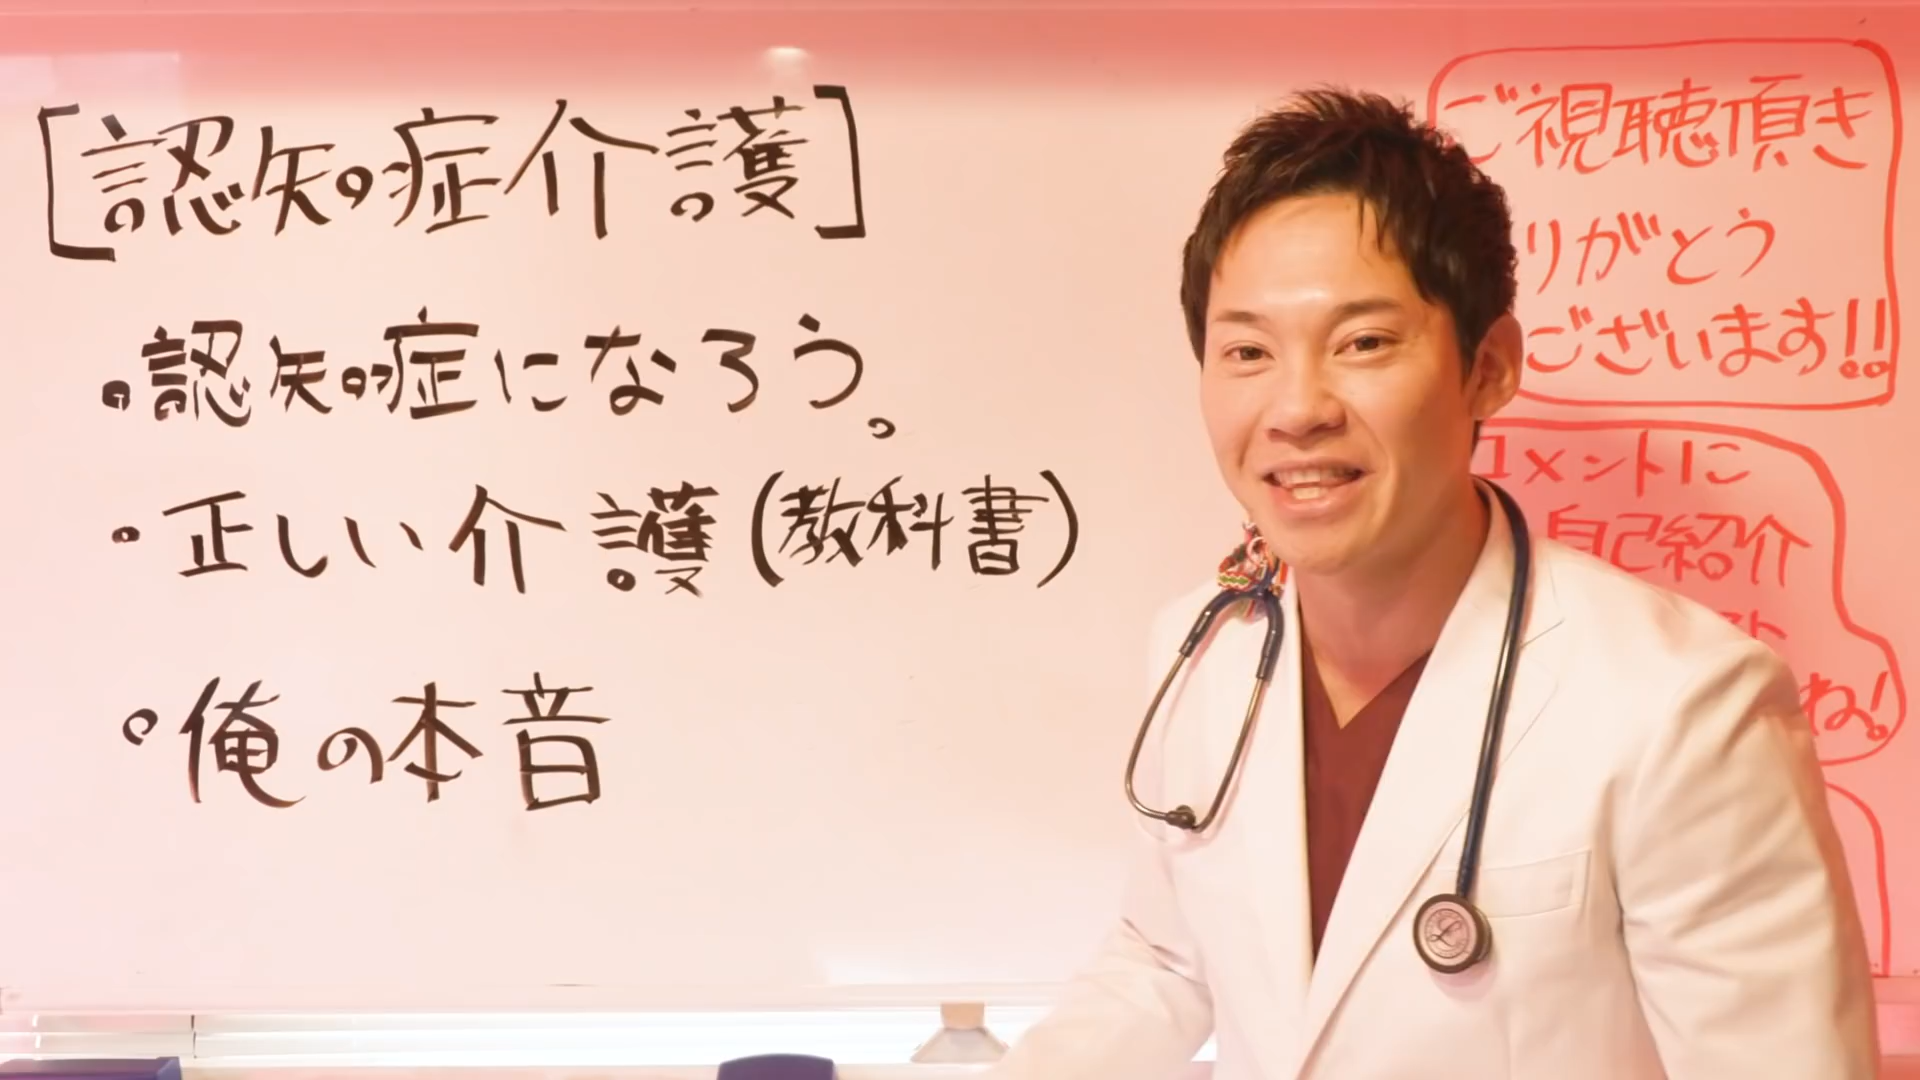 [認知症介護]
・認知症になろう。
・正しい介護(教科書)
・俺の本音
ご視聴頂き
りがとう
ございます!!
コメントに
自己紹介
ね!